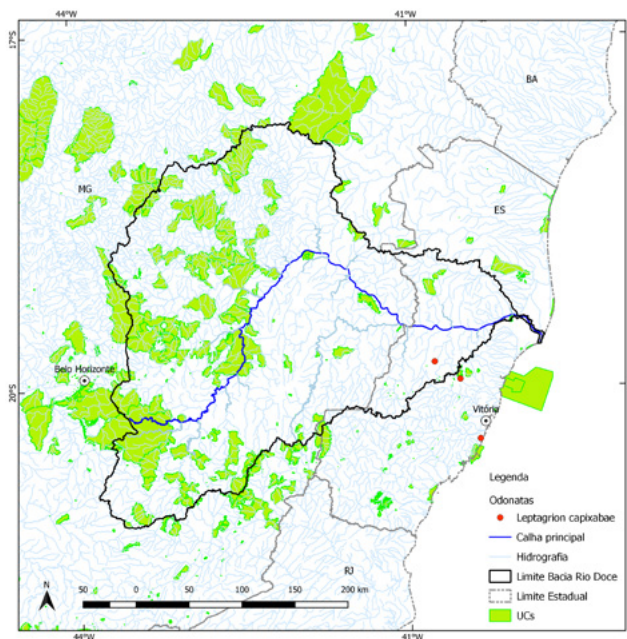 44°W
41°W
17°S
BA
MG
ES
Belo Horizonte
20°S
20°S
Vitória
Legenda
Odonatas
Leptagrion capixabae
Calha principal
Hidrografia
Limite Bacia Rio Doce
Limite Estadual
UCs
RJ
N
50 0 50 100 150 200 km
44°W
41°W